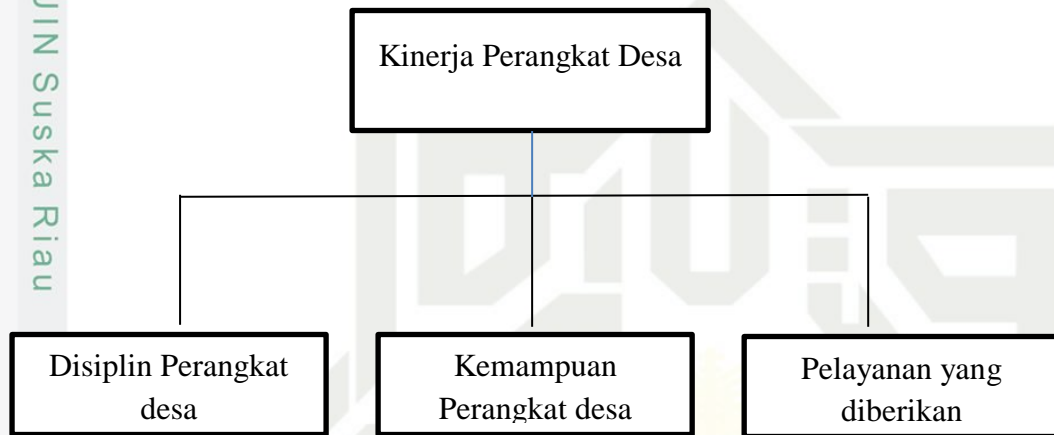 UIN Suska Riau
Kinerja Perangkat Desa
Disiplin Perangkat
desa
Kemampuan
Perangkat desa
Pelayanan yang
diberikan